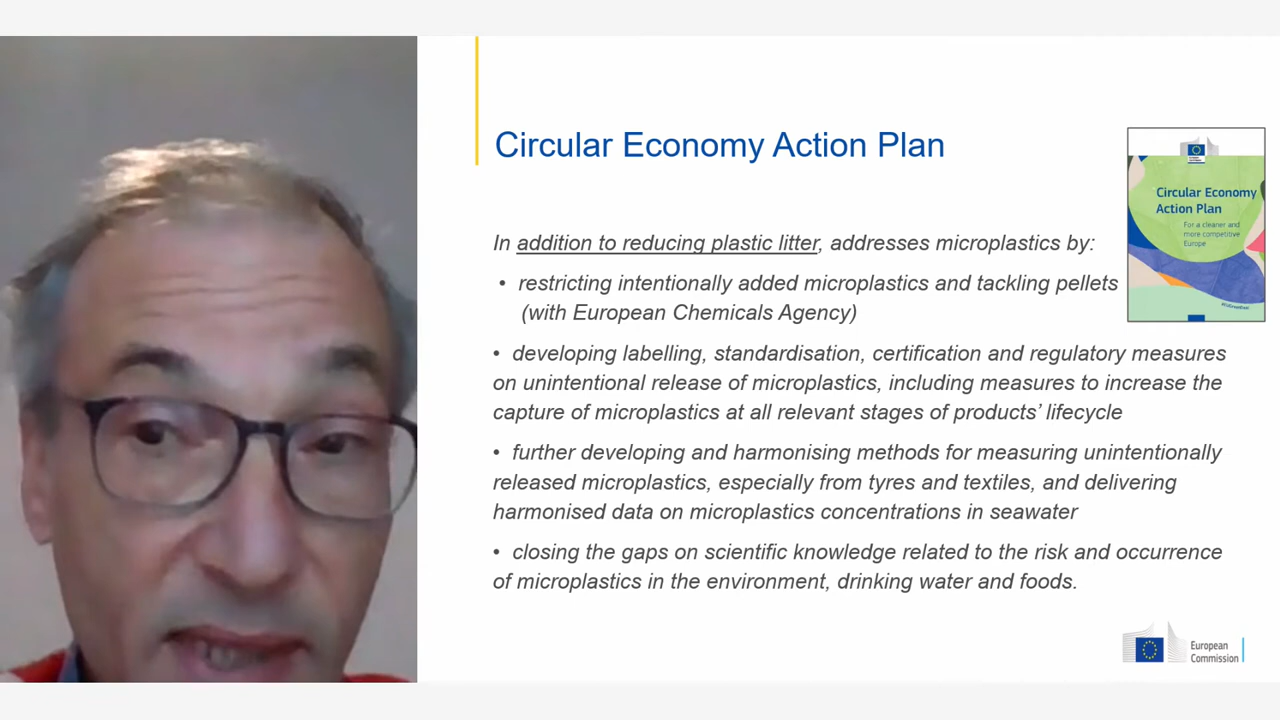 Circular Economy Action Plan
Circular Economy
Action Plan
For a cleaner and
more competitive
Europe
In addition to reducing plastic litter, addresses microplastics by:
• restricting intentionally added microplastics and tackling pellets
(with European Chemicals Agency)
• developing labelling, standardisation, certification and regulatory measures
on unintentional release of microplastics, including measures to increase the
capture of microplastics at all relevant stages of products’ lifecycle
• further developing and harmonising methods for measuring unintentionally
released microplastics, especially from tyres and textiles, and delivering
harmonised data on microplastics concentrations in seawater
• closing the gaps on scientific knowledge related to the risk and occurrence
of microplastics in the environment, drinking water and foods.
European
Commission